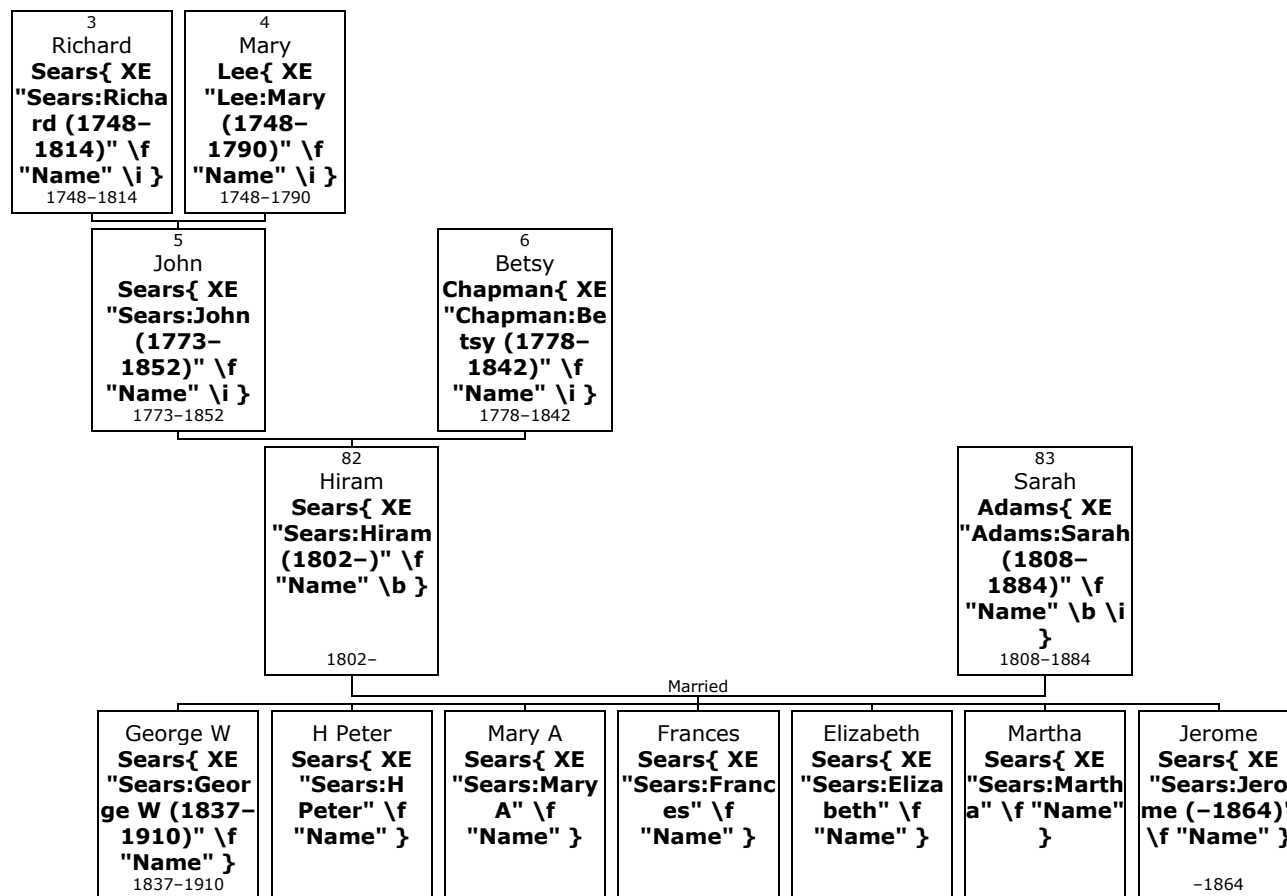 3
Richard
Sears{ XE
"Sears:Richa
rd (1748–
1814)" \f
"Name" \i }
1748–1814
4
Mary
Lee{ XE
"Lee:Mary
(1748–
1790)" \f
"Name" \i }
1748–1790
5
John
Sears{ XE
"Sears:John
(1773–
1852)" \f
"Name" \i }
1773–1852
6
Betsy
Chapman{ XE
"Chapman:Be
tsy (1778–
1842)" \f
"Name" \i }
1778–1842
82
Hiram
Sears{ XE
"Sears:Hiram
(1802–)" \f
"Name" \b }
1802–
83
Sarah
Adams{ XE
"Adams:Sarah
(1808–
1884)" \f
"Name" \b \i
}
1808–1884
Married
George W
Sears{ XE
"Sears:Geor
ge W (1837–
1910)" \f
"Name" }
1837–1910
H Peter
Sears{ XE
"Sears:H
Peter" \f
"Name" }
Mary A
Sears{ XE
"Sears:Mary
A" \f
"Name" }
Frances
Sears{ XE
"Sears:Franc
es" \f
"Name" }
Elizabeth
Sears{ XE
"Sears:Eliza
beth" \f
"Name" }
Martha
Sears{ XE
"Sears:Marth
a" \f "Name"
}
Jerome
Sears{ XE
"Sears:Jero
me (–1864)"
\f "Name" }
–1864